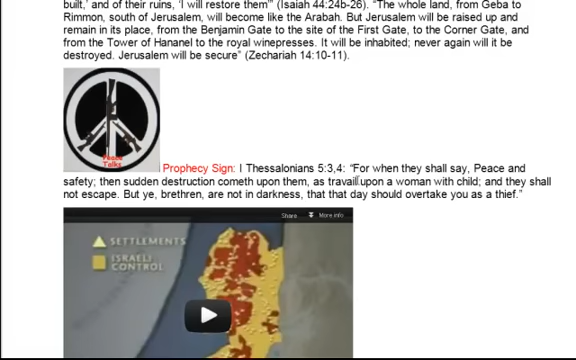 built,' and of their ruins, 'I will restore them'" (Isaiah 44:24b-26). "The whole land, from Geba to
Rimmon, south of Jerusalem, will become like the Arabah. But Jerusalem will be raised up and
remain in its place, from the Benjamin Gate to the site of the First Gate, to the Corner Gate, and
from the Tower of Hananel to the royal winepresses. It will be inhabited; never again will it be
destroyed. Jerusalem will be secure" (Zechariah 14:10-11).
Peace
Talks
Prophecy Sign: I Thessalonians 5:3,4: "For when they shall say, Peace and
safety; then sudden destruction cometh upon them, as travail upon a woman with child; and they shall
not escape. But ye, brethren, are not in darkness, that that day should overtake you as a thief."
Share More info
SETTLEMENTS
ISRAELI
CONTROL